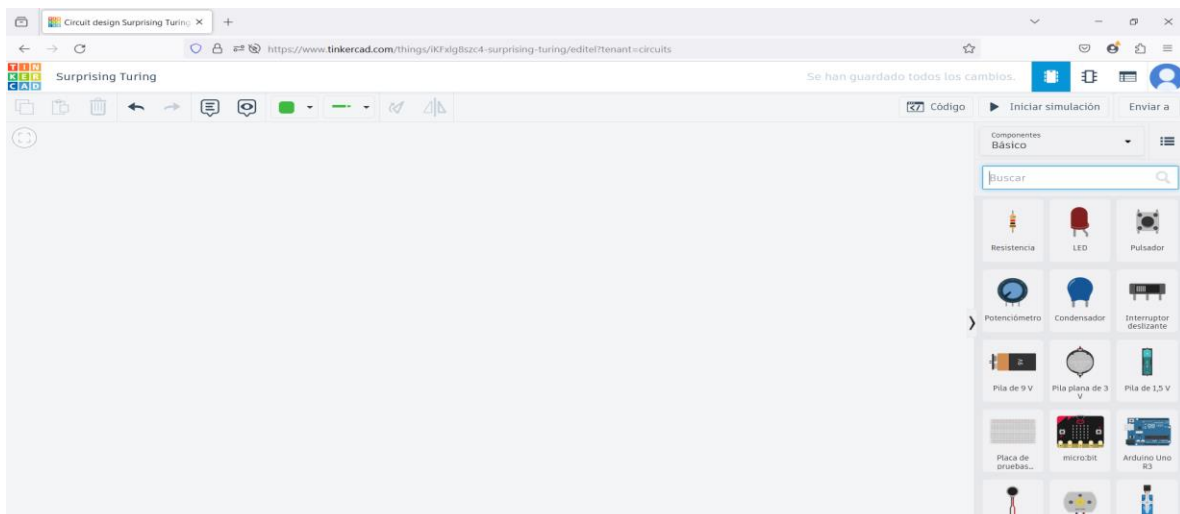 Circuit design Surprising Turing
https://www.tinkercad.com/things/iKFxlgBszc4-surprising-turing/editel?tenant=circuits
TIN
KER
CAD
Surprising Turing
Se han guardado todos los cambios.
Código
Iniciar simulación
Enviar a
Componentes
Básico
Buscar
Resistencia
LED
Pulsador
Potenciómetro
Condensador
Interruptor
deslizante
Pila de 9 V
Pila plana de 3
V
Pila de 1,5 V
Placa de
pruebas...
micro:bit
Arduino Uno
R3